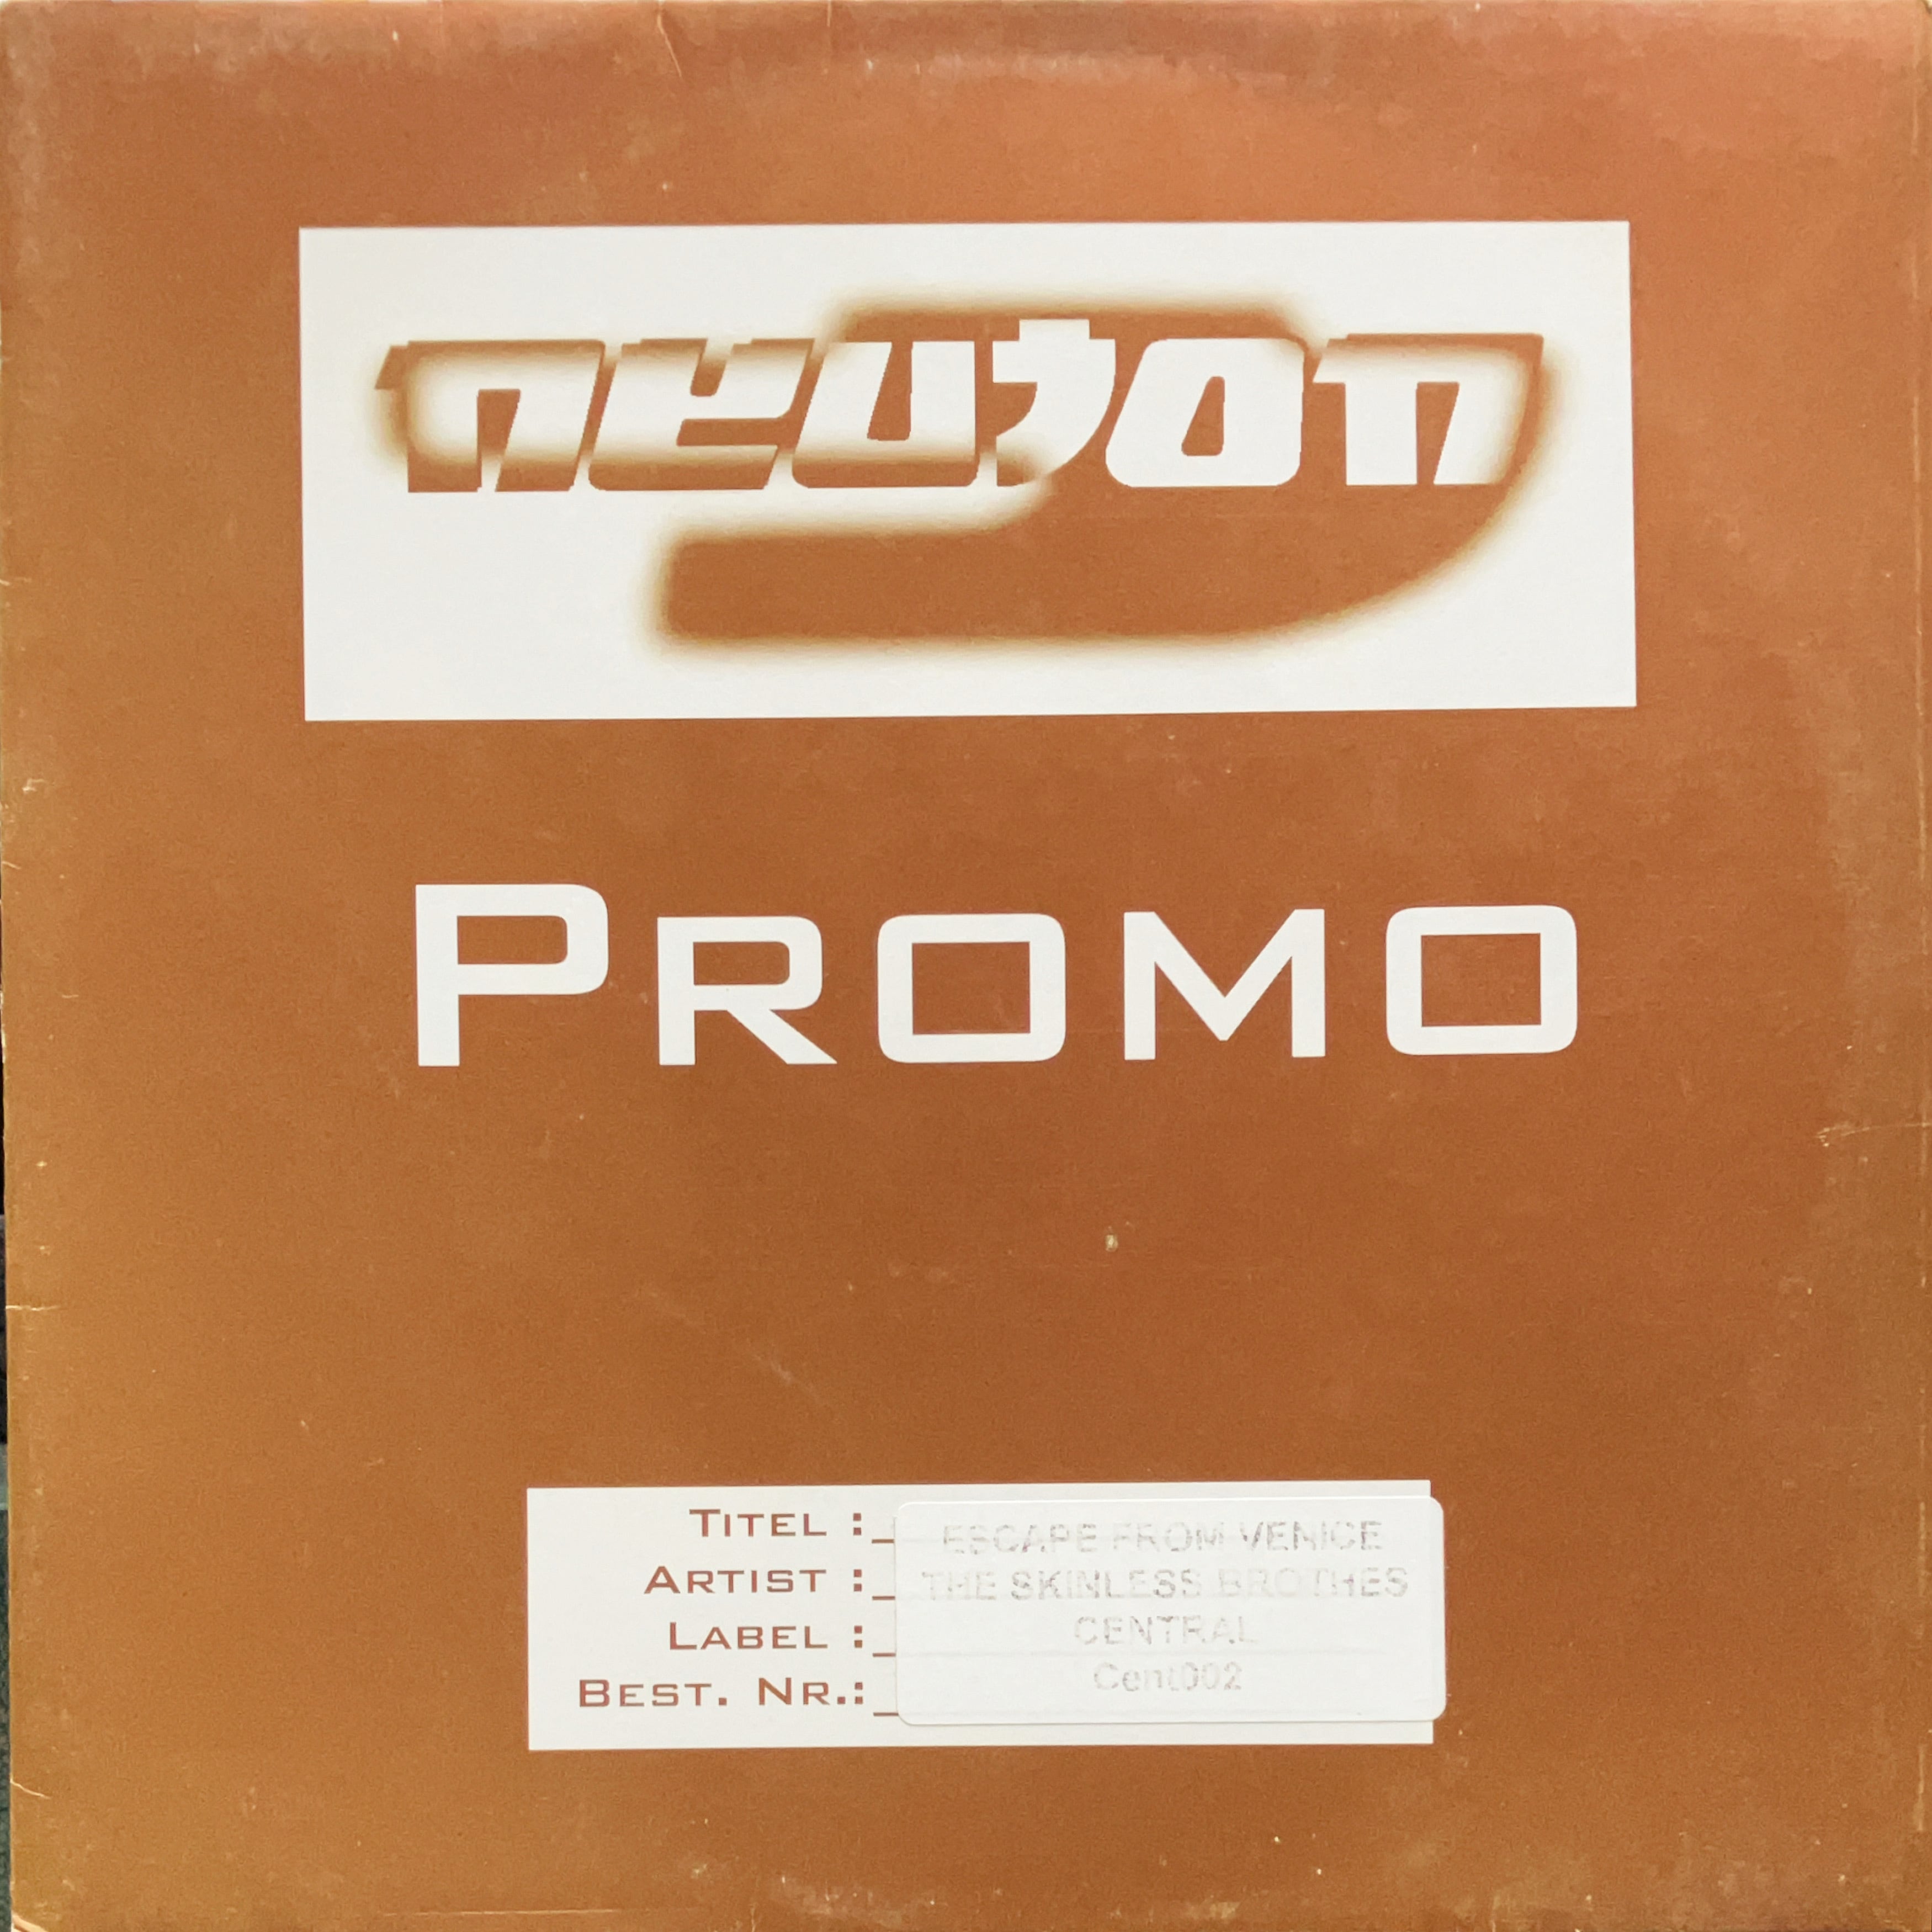 neuton
PROMO
TITEL :_ ESCAPE FROM VENICE
ARTIST :_ THE SKINLESS BROTHES
LABEL :_ CENTRAL
BEST. NR.:_ Cent002